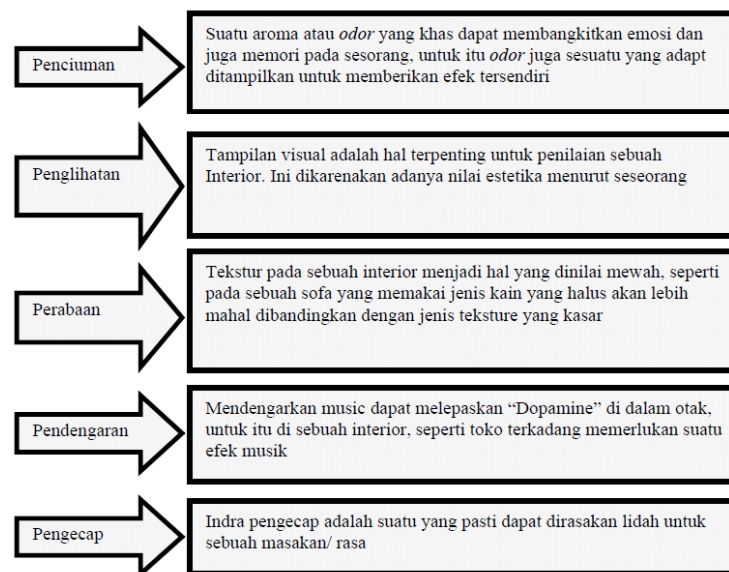 Penciuman
Suatu aroma atau odor yang khas dapat membangkitkan emosi dan
juga memori pada sesorang, untuk itu odor juga sesuatu yang adapt
ditampilkan untuk memberikan efek tersendiri
Penglihatan
Tampilan visual adalah hal terpenting untuk penilaian sebuah
Interior. Ini dikarenakan adanya nilai estetika menurut seseorang
Perabaan
Tekstur pada sebuah interior menjadi hal yang dinilai mewah, seperti
pada sebuah sofa yang memakai jenis kain yang halus akan lebih
mahal dibandingkan dengan jenis teksture yang kasar
Pendengaran
Mendengarkan music dapat melepaskan “Dopamine” di dalam otak,
untuk itu di sebuah interior, seperti toko terkadang memerlukan suatu
efek musik
Pengecap
Indra pengecap adalah suatu yang pasti dapat dirasakan lidah untuk
sebuah masakan/ rasa